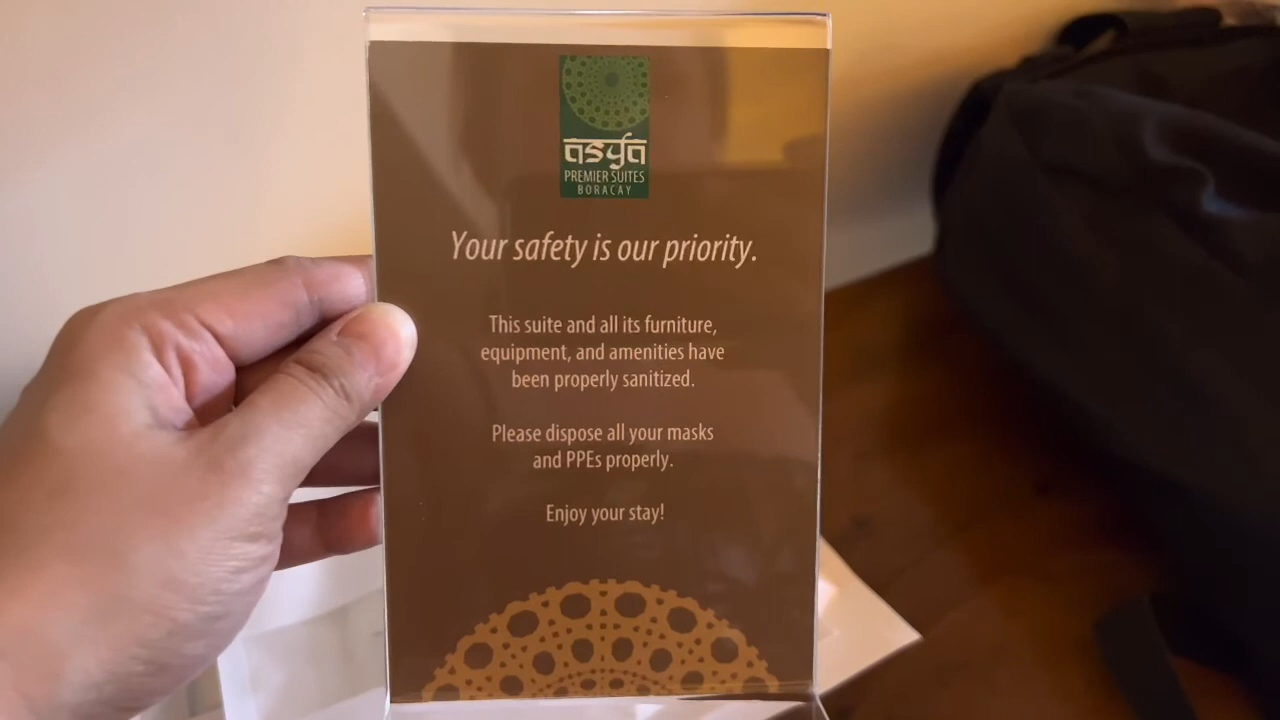 asya
PREMIER SUITES
BORACAY
Your safety is our priority.
This suite and all its furniture,
equipment, and amenities have
been properly sanitized.
Please dispose all your masks
and PPEs properly.
Enjoy your stay!